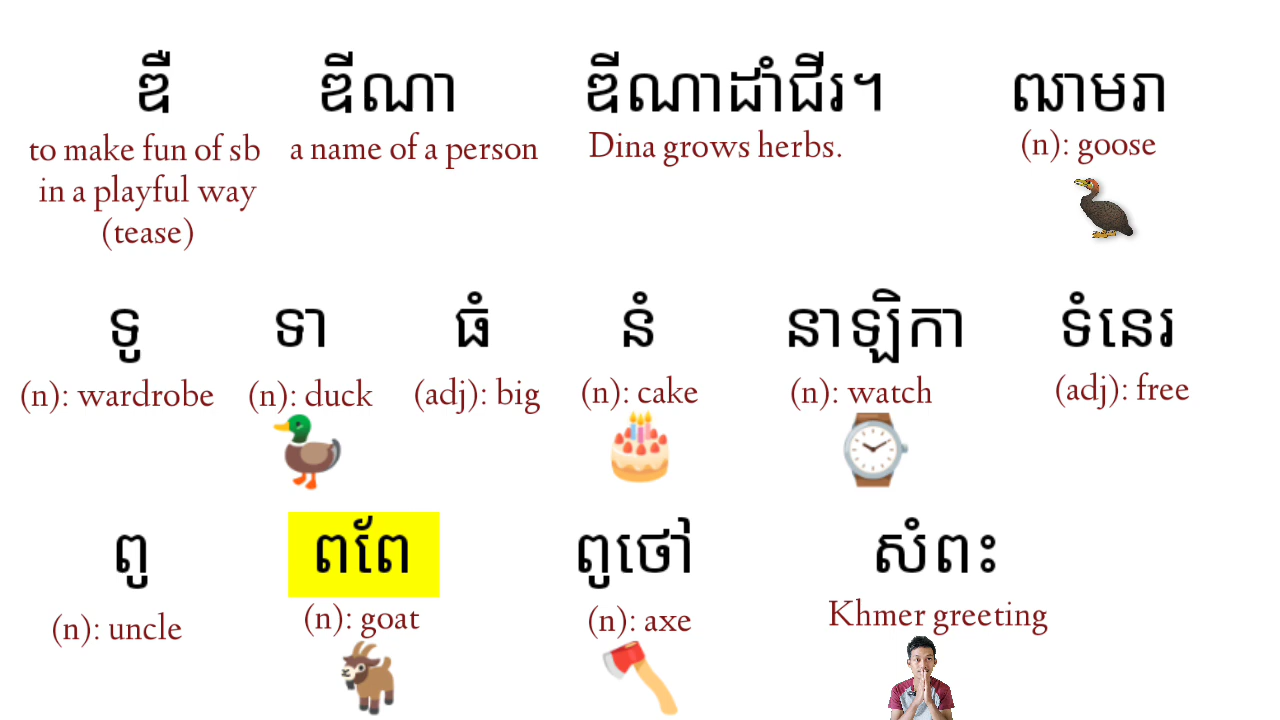 ឌឺ ឌីណា ឌីណាដាំជីរ។ ឍាមរា
to make fun of sb
in a playful way
(tease)
a name of a person
Dina grows herbs.
(n): goose
ទូ ទា ធំ នំ នាឡិកា ទំនេរ
(n): wardrobe (n): duck (adj): big (n): cake (n): watch (adj): free
ពូ ពពែ ពូថៅ សំពះ
(n): uncle (n): goat (n): axe Khmer greeting